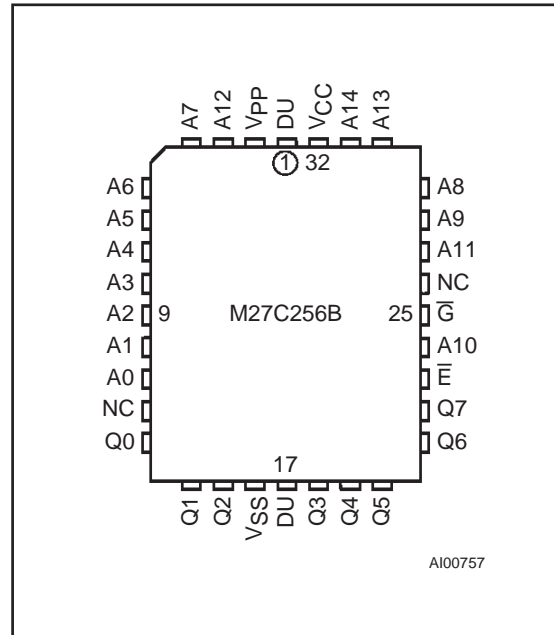 A7 A12 VPP DU VCC A14 A13
1 32
A6 A8
A5 A9
A4 A11
A3 NC
A2 9 M27C256B 25 G̅
A1 A10
A0 E̅
NC Q7
Q0 Q6
17
Q1 Q2 VSS DU Q3 Q4 Q5
AI00757